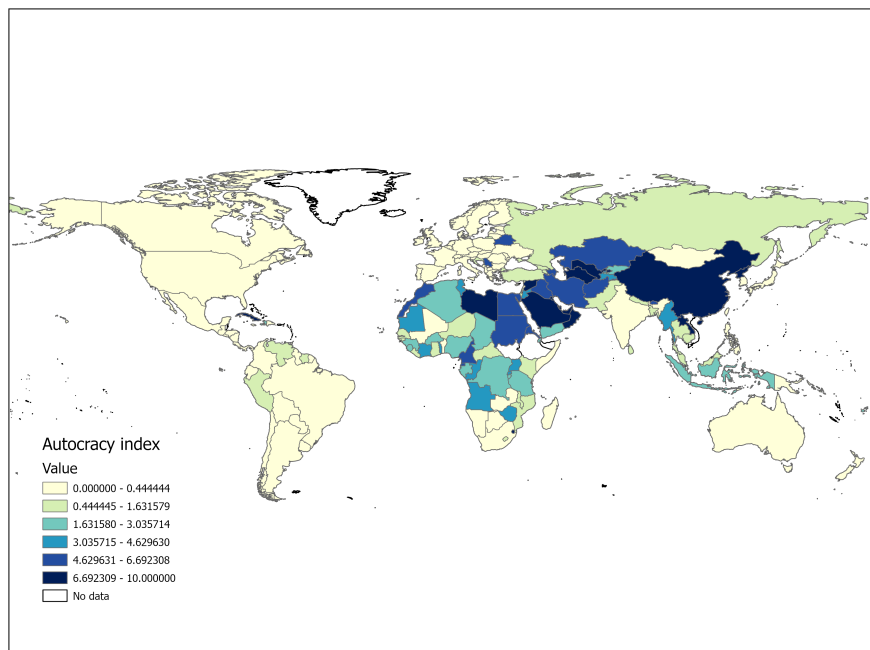 Autocracy index
Value
0.000000 - 0.444444
0.444445 - 1.631579
1.631580 - 3.035714
3.035715 - 4.629630
4.629631 - 6.692308
6.692309 - 10.000000
No data